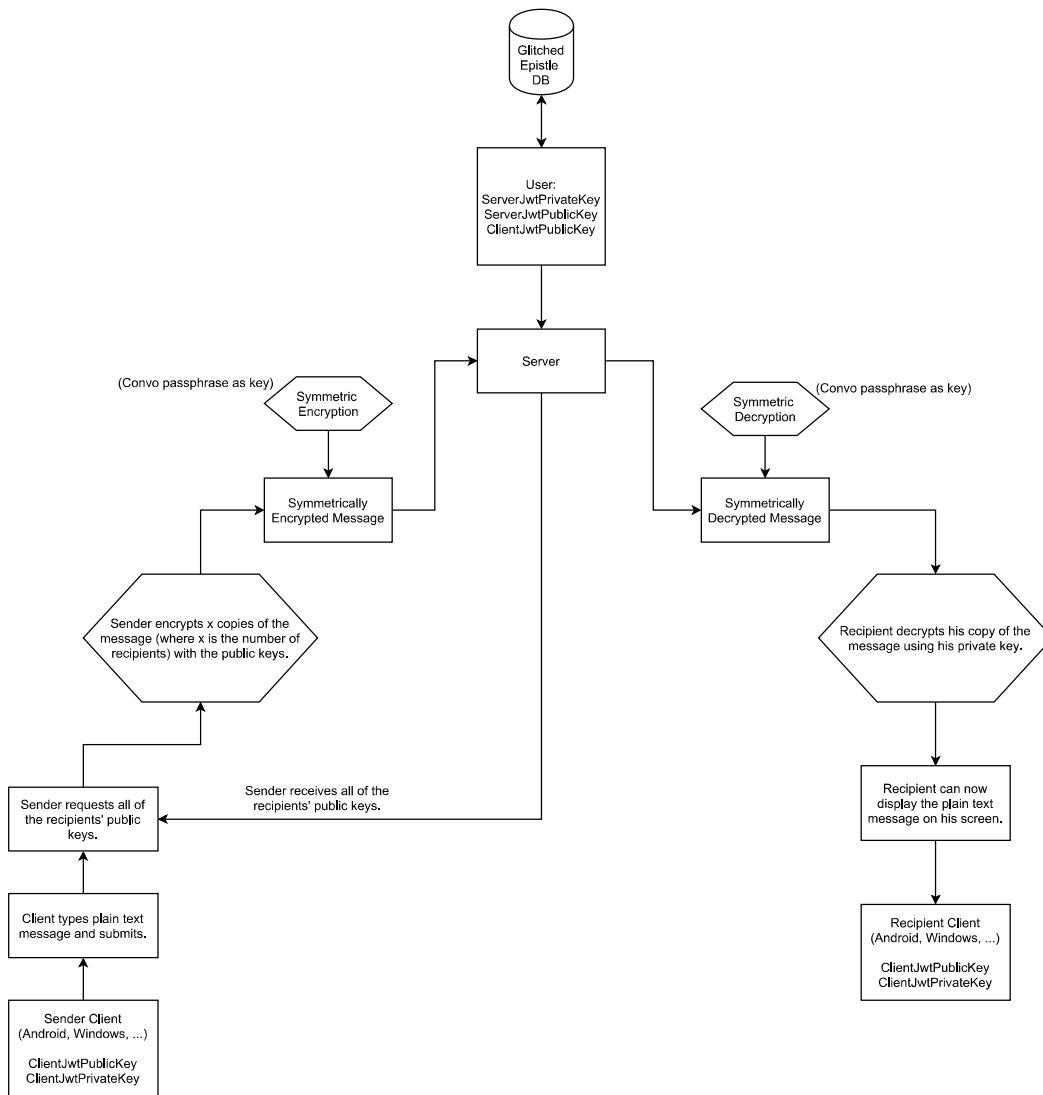 Glitched
Epistle
DB
User:
ServerJwtPrivateKey
ServerJwtPublicKey
ClientJwtPublicKey
Server
(Convo passphrase as key)
Symmetric
Encryption
Symmetric
Decryption
(Convo passphrase as key)
Symmetrically
Encrypted Message
Symmetrically
Decrypted Message
Sender encrypts x copies of the
message (where x is the number of
recipients) with the public keys.
Recipient decrypts his copy of the
message using his private key.
Sender requests all of
the recipients' public
keys.
Sender receives all of the
recipients' public keys.
Recipient can now
display the plain text
message on his screen.
Client types plain text
message and submits.
Recipient Client
(Android, Windows, ...)
ClientJwtPublicKey
ClientJwtPrivateKey
Sender Client
(Android, Windows, ...)
ClientJwtPublicKey
ClientJwtPrivateKey